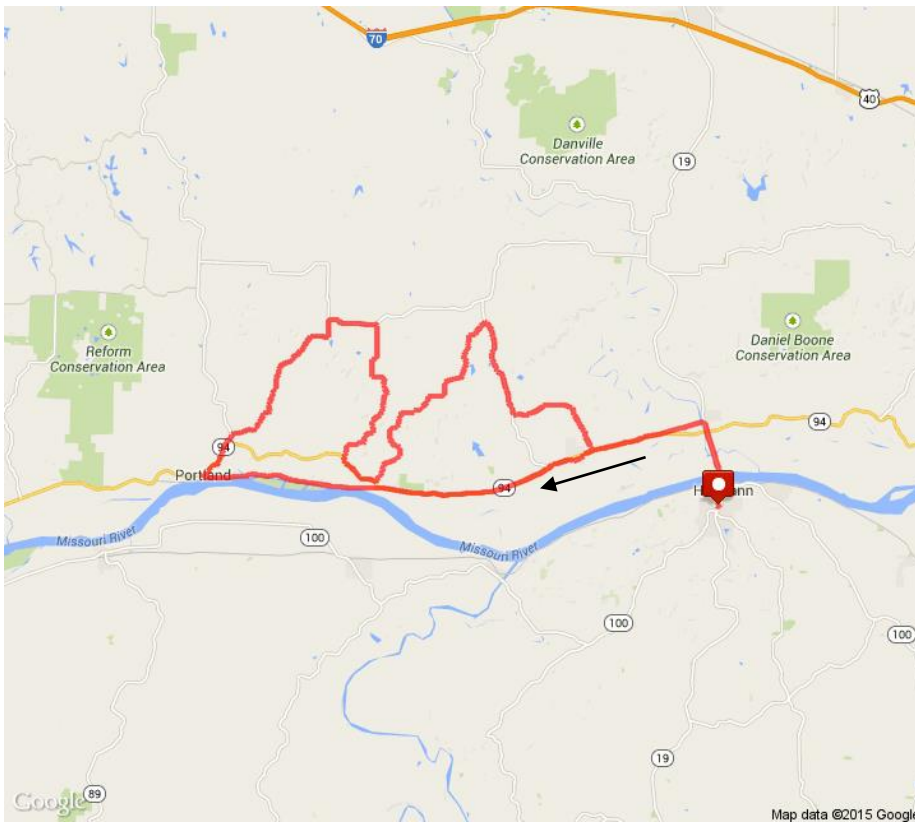 70
40
Danville
Conservation Area
19
Reform
Conservation Area
Daniel Boone
Conservation Area
94
94
Portland
94
Missouri River
100
Missouri River
100
100
19
89
Google
Map data ©2015 Google